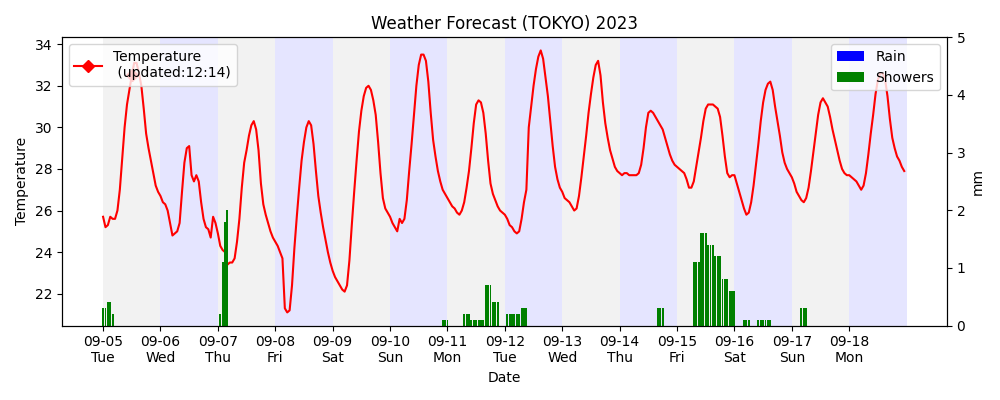 Weather Forecast (TOKYO) 2023
Temperature
(updated:12:14)
Rain
Showers
Temperature
34
32
30
28
26
24
22
5
4
3
2
1
0
mm
09-05 09-06 09-07 09-08 09-09 09-10 09-11 09-12 09-13 09-14 09-15 09-16 09-17 09-18
Tue Wed Thu Fri Sat Sun Mon Tue Wed Thu Fri Sat Sun Mon
Date